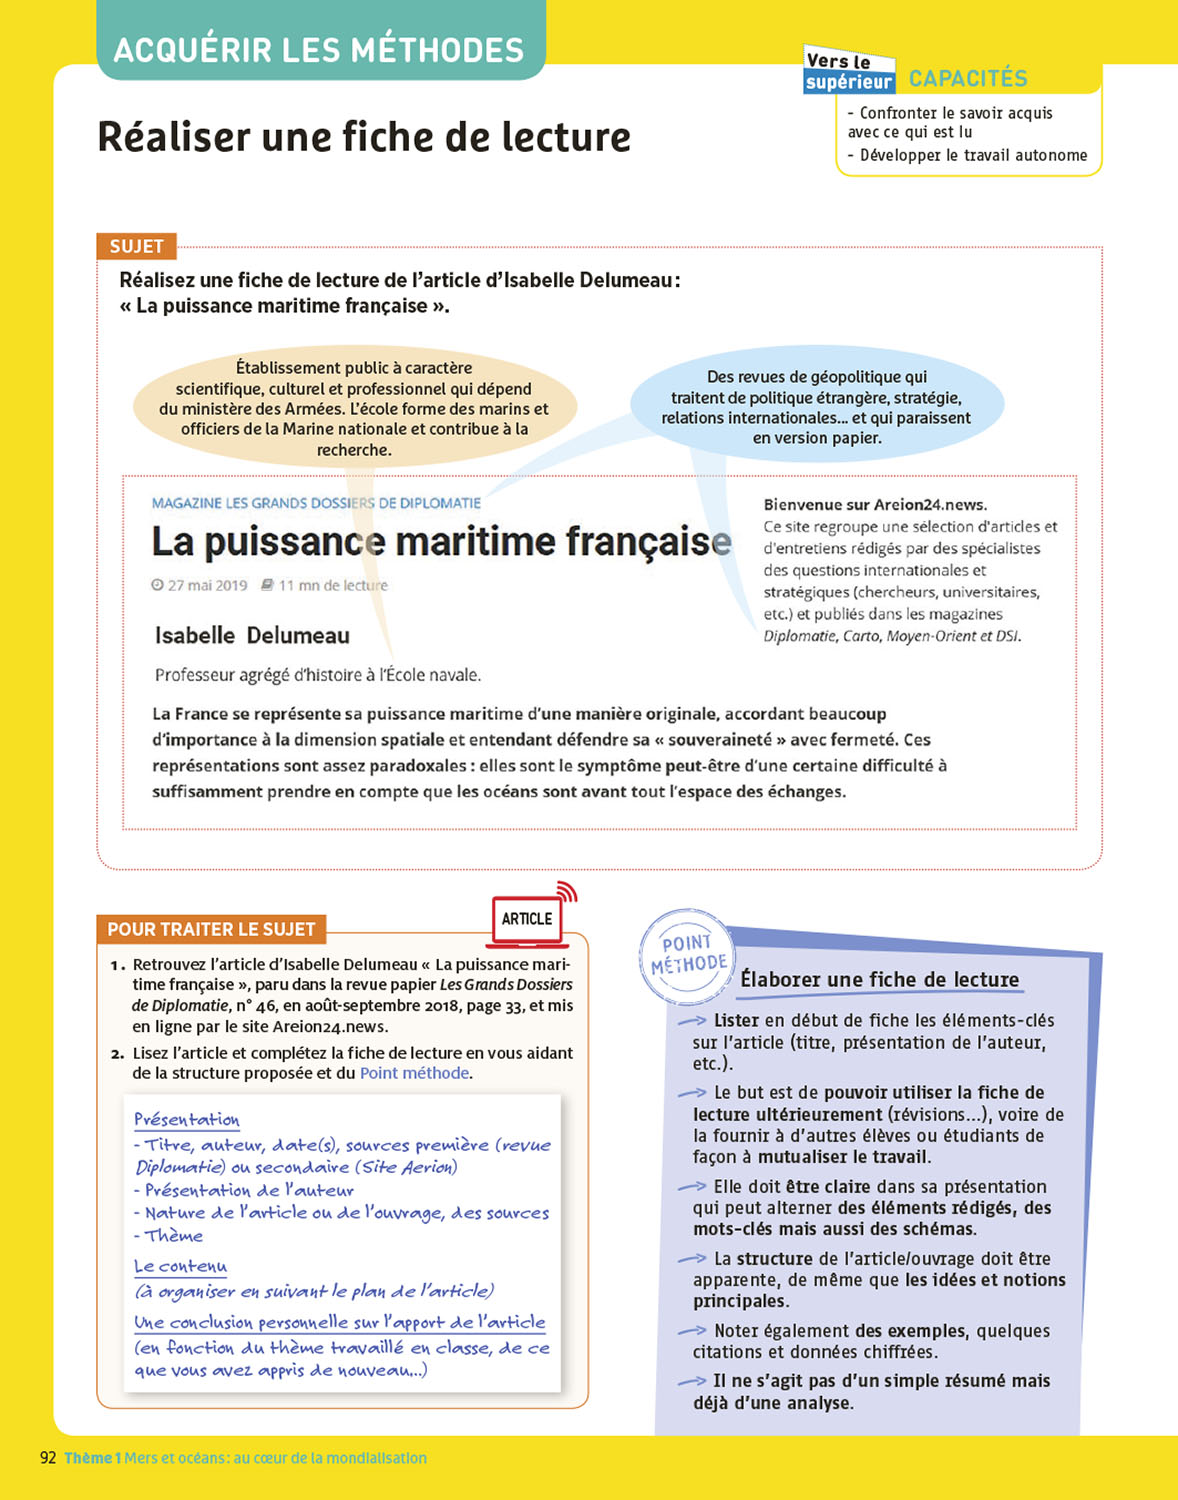 ACQUÉRIR LES MÉTHODES
Vers le
supérieur
CAPACITÉS
- Confronter le savoir acquis
avec ce qui est lu
- Développer le travail autonome
Réaliser une fiche de lecture
SUJET
Réalisez une fiche de lecture de l'article d'Isabelle Delumeau :
« La puissance maritime française ».
Établissement public à caractère
scientifique, culturel et professionnel qui dépend
du ministère des Armées. L'école forme des marins et
officiers de la Marine nationale et contribue à la
recherche.
Des revues de géopolitique qui
traitent de politique étrangère, stratégie,
relations internationales... et qui paraissent
en version papier.
MAGAZINE LES GRANDS DOSSIERS DE DIPLOMATIE
La puissance maritime française
27 mai 2019 11 mn de lecture
Isabelle Delumeau
Professeur agrégé d'histoire à l'École navale.
Bienvenue sur Areion24.news.
Ce site regroupe une sélection d'articles et
d'entretiens rédigés par des spécialistes
des questions internationales et
stratégiques (chercheurs, universitaires,
etc.) et publiés dans les magazines
Diplomatie, Carto, Moyen-Orient et DSI.
La France se représente sa puissance maritime d'une manière originale, accordant beaucoup
d'importance à la dimension spatiale et entendant défendre sa « souveraineté » avec fermeté. Ces
représentations sont assez paradoxales : elles sont le symptôme peut-être d'une certaine difficulté à
suffisamment prendre en compte que les océans sont avant tout l'espace des échanges.
POUR TRAITER LE SUJET
ARTICLE
1. Retrouvez l'article d'Isabelle Delumeau « La puissance mari-
time française », paru dans la revue papier Les Grands Dossiers
de Diplomatie, n° 46, en août-septembre 2018, page 33, et mis
en ligne par le site Areion24.news.
2. Lisez l'article et complétez la fiche de lecture en vous aidant
de la structure proposée et du Point méthode.
Présentation
- Titre, auteur, date(s), sources première (revue
Diplomatie) ou secondaire (Site Aerion)
- Présentation de l'auteur
- Nature de l'article ou de l'ouvrage, des sources
- Thème
Le contenu
(à organiser en suivant le plan de l'article)
Une conclusion personnelle sur l'apport de l'article
(en fonction du thème travaillé en classe, de ce
que vous avez appris de nouveau...)
POINT
MÉTHODE
Élaborer une fiche de lecture
Lister en début de fiche les éléments-clés
sur l'article (titre, présentation de l'auteur,
etc.).
Le but est de pouvoir utiliser la fiche de
lecture ultérieurement (révisions...), voire de
la fournir à d'autres élèves ou étudiants de
façon à mutualiser le travail.
Elle doit être claire dans sa présentation
qui peut alterner des éléments rédigés, des
mots-clés mais aussi des schémas.
La structure de l'article/ouvrage doit être
apparente, de même que les idées et notions
principales.
Noter également des exemples, quelques
citations et données chiffrées.
Il ne s'agit pas d'un simple résumé mais
déjà d'une analyse.
92 Thème 1 Mers et océans : au cœur de la mondialisation